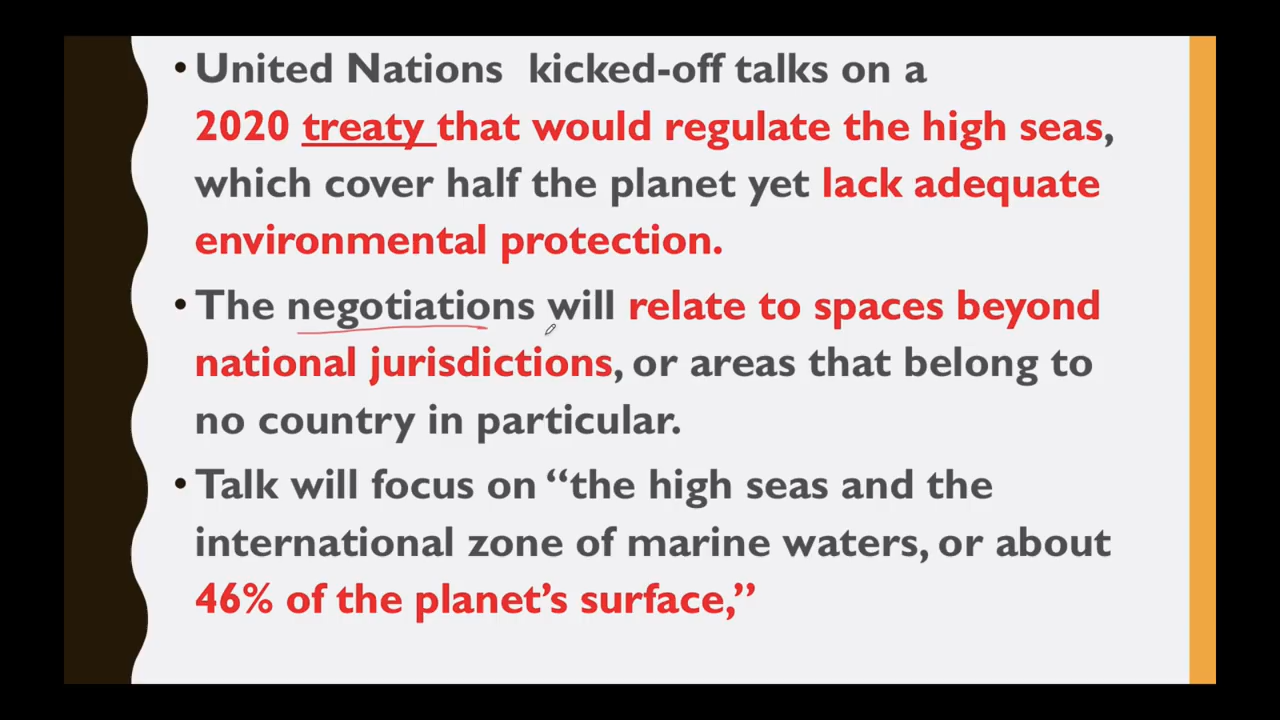 •United Nations kicked-off talks on a
2020 treaty that would regulate the high seas,
which cover half the planet yet lack adequate
environmental protection.
•The negotiations will relate to spaces beyond
national jurisdictions, or areas that belong to
no country in particular.
•Talk will focus on “the high seas and the
international zone of marine waters, or about
46% of the planet’s surface,”